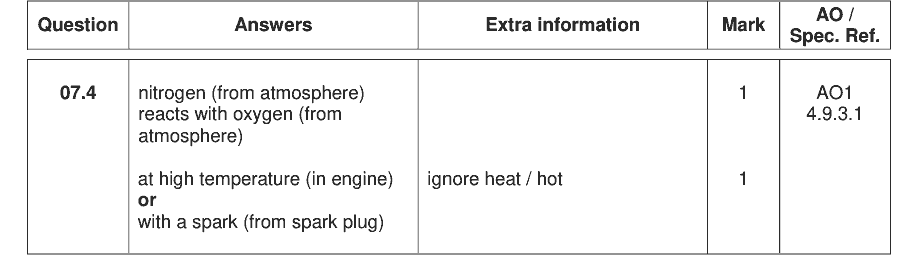 Question Answers Extra information Mark AO /
Spec. Ref.
07.4 nitrogen (from atmosphere) 1 AO1
reacts with oxygen (from 4.9.3.1
atmosphere)
at high temperature (in engine) ignore heat / hot 1
or
with a spark (from spark plug)